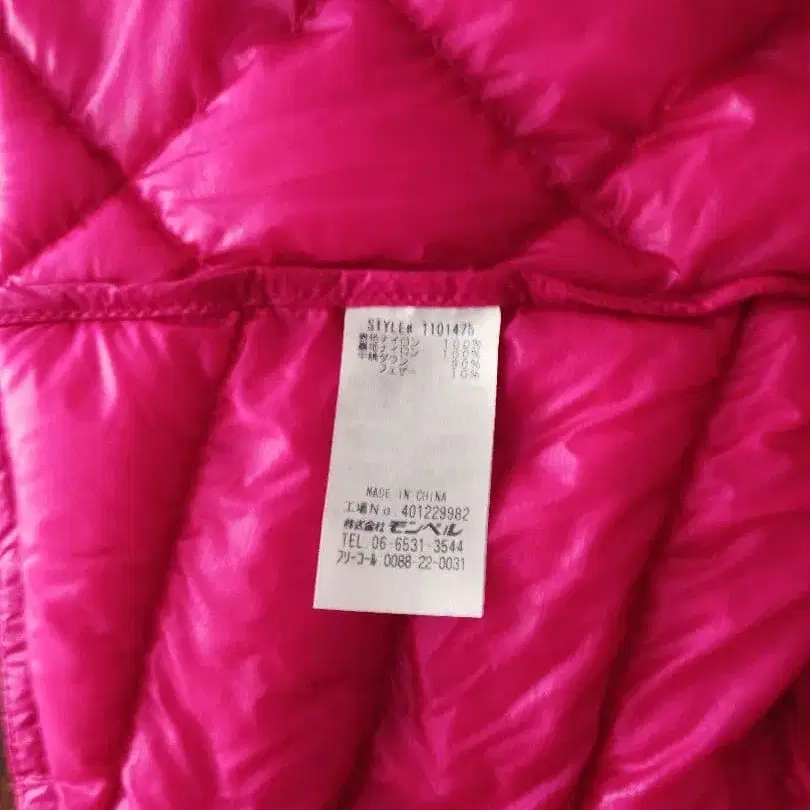 STYLE# 1101475
表地ナイロン 100%
裏地ナイロン 100%
中綿ダウン 90%
フェザー 10%
MADE IN CHINA
工場No. 401229982
株式会社 モンベル
TEL. 06-6531-3544
フリーコール 0088-22-0031